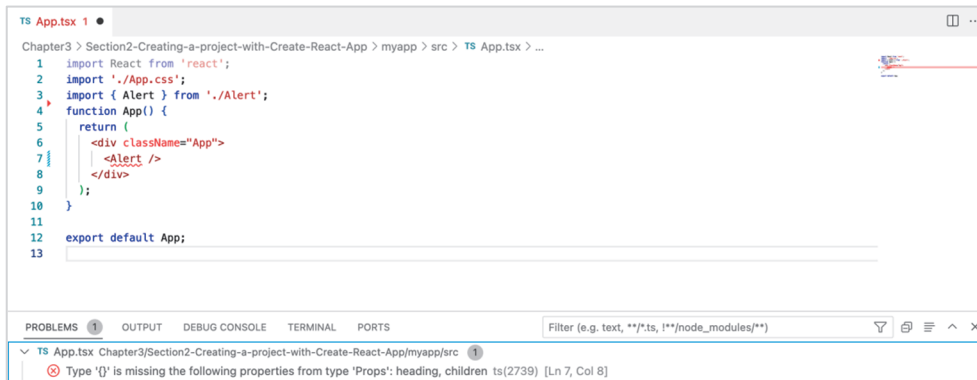 TS App.tsx 1 ●
Chapter3 > Section2-Creating-a-project-with-Create-React-App > myapp > src > TS App.tsx > ...
1 import React from 'react';
2 import './App.css';
3 import { Alert } from './Alert';
4 function App() {
5 return (
6 <div className="App">
7 <Alert />
8 </div>
9 );
10 }
11
12 export default App;
13
PROBLEMS 1 OUTPUT DEBUG CONSOLE TERMINAL PORTS Filter (e.g. text, **/*.ts, !**/node_modules/**)
TS App.tsx Chapter3/Section2-Creating-a-project-with-Create-React-App/myapp/src 1
Type '{}' is missing the following properties from type 'Props': heading, children ts(2739) [Ln 7, Col 8]